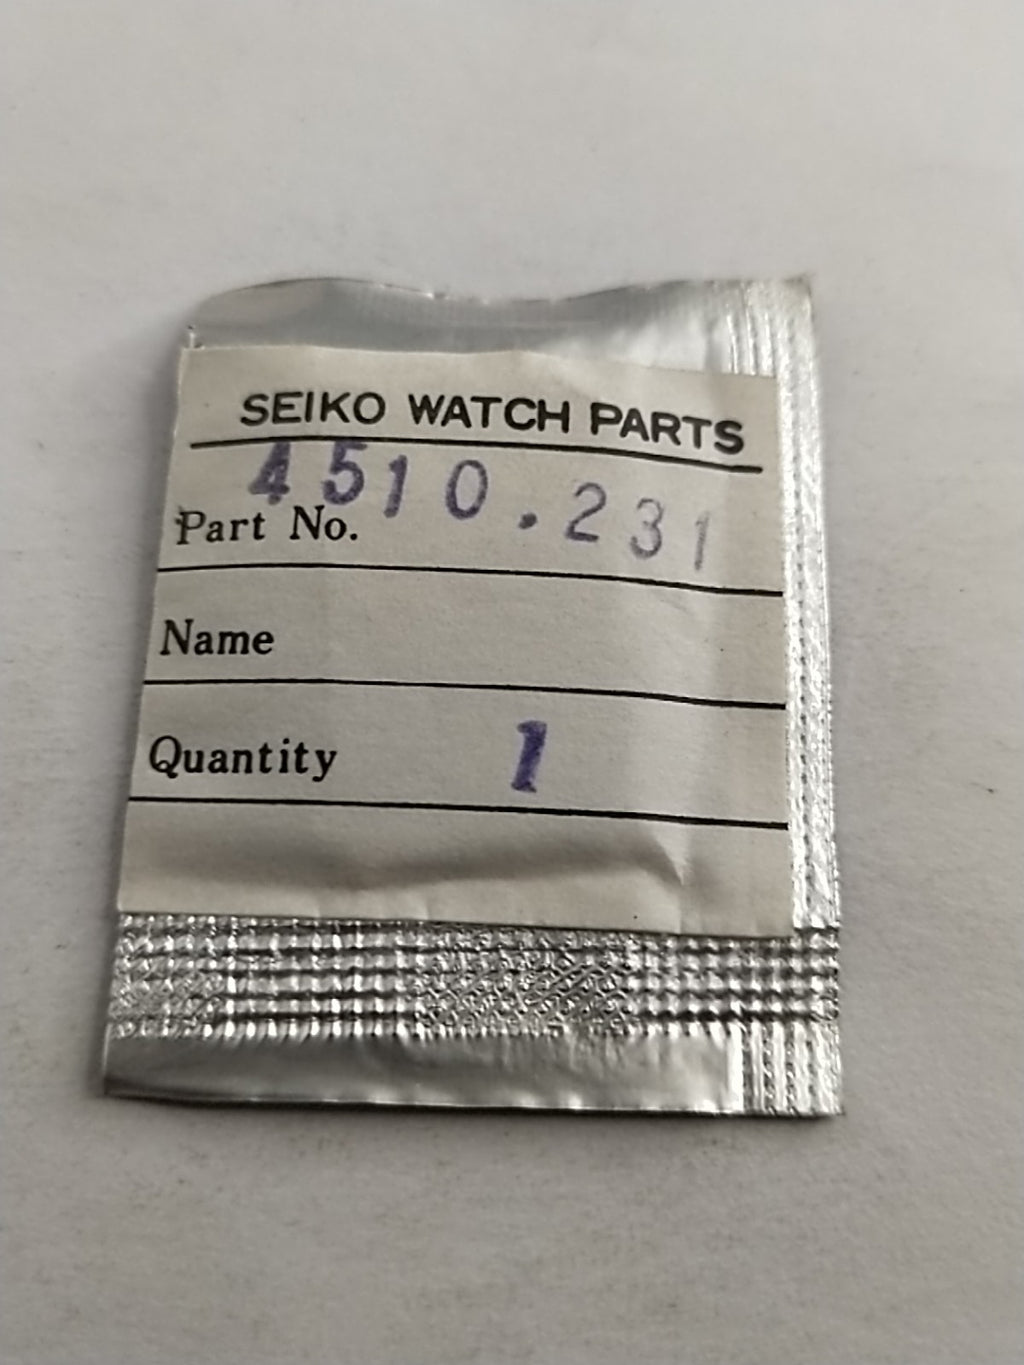 SEIKO WATCH PARTS
Part No. 4510.231
Name
Quantity 1